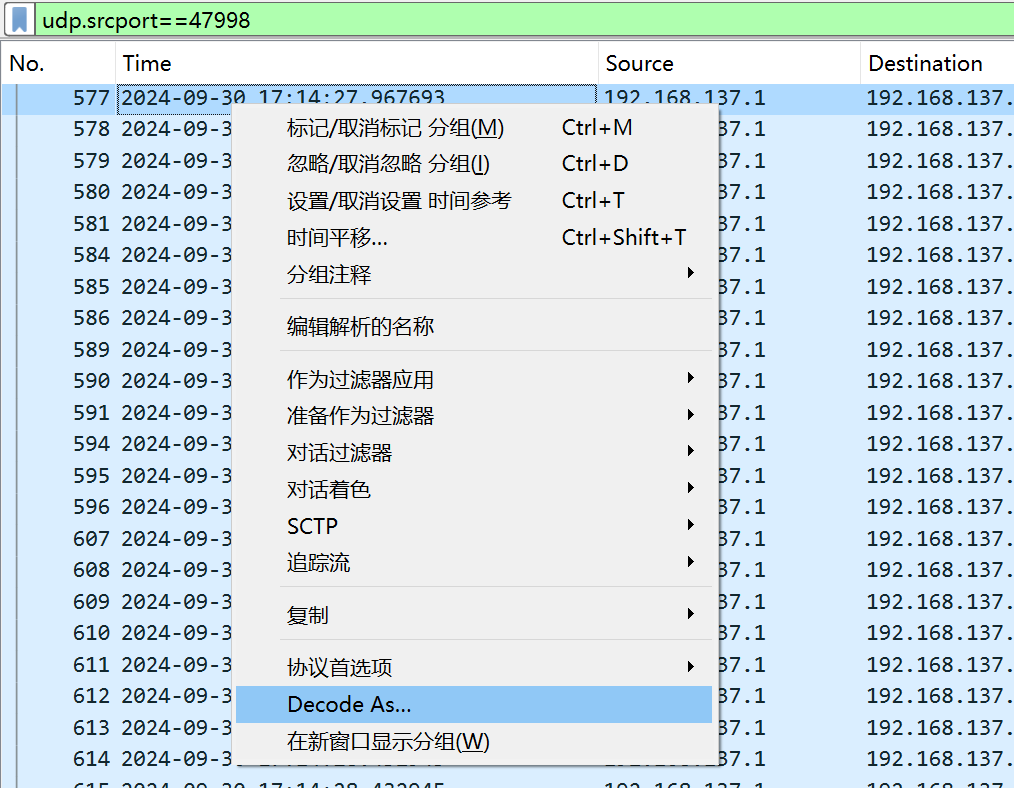 udp.srcport==47998
No. Time Source Destination
577 2024-09-30 17:14:27.967693 192.168.137.1 192.168.137.
标记/取消标记 分组(M) Ctrl+M
578 2024-09-3 37.1 192.168.137.
忽略/取消忽略 分组(I) Ctrl+D
579 2024-09-3 37.1 192.168.137.
设置/取消设置 时间参考 Ctrl+T
580 2024-09-3 37.1 192.168.137.
时间平移... Ctrl+Shift+T
581 2024-09-3 37.1 192.168.137.
584 2024-09-3 37.1 192.168.137.
分组注释
585 2024-09-3 37.1 192.168.137.
586 2024-09-3 37.1 192.168.137.
编辑解析的名称
589 2024-09-3 37.1 192.168.137.
590 2024-09-3 37.1 192.168.137.
作为过滤器应用
591 2024-09-3 37.1 192.168.137.
准备作为过滤器
594 2024-09-3 37.1 192.168.137.
对话过滤器
595 2024-09-3 37.1 192.168.137.
对话着色
596 2024-09-3 37.1 192.168.137.
SCTP
607 2024-09-3 37.1 192.168.137.
追踪流
608 2024-09-3 37.1 192.168.137.
609 2024-09-3 37.1 192.168.137.
复制
610 2024-09-3 37.1 192.168.137.
611 2024-09-3 37.1 192.168.137.
协议首选项
612 2024-09-3 37.1 192.168.137.
Decode As...
613 2024-09-3 37.1 192.168.137.
在新窗口显示分组(W)
614 2024-09-3 37.1 192.168.137.
615 2024-09-30 17:14:28.432945 192.168.137.1 192.168.137.